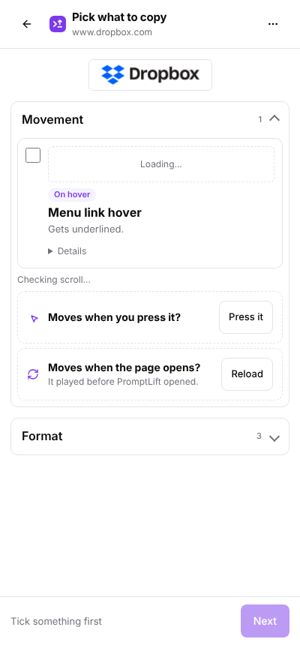 Pick what to copy
www.dropbox.com
Dropbox
Movement 1
Loading...
On hover
Menu link hover
Gets underlined.
Details
Checking scroll...
Moves when you press it?
Press it
Moves when the page opens?
It played before PromptLift opened.
Reload
Format 3
Tick something first
Next